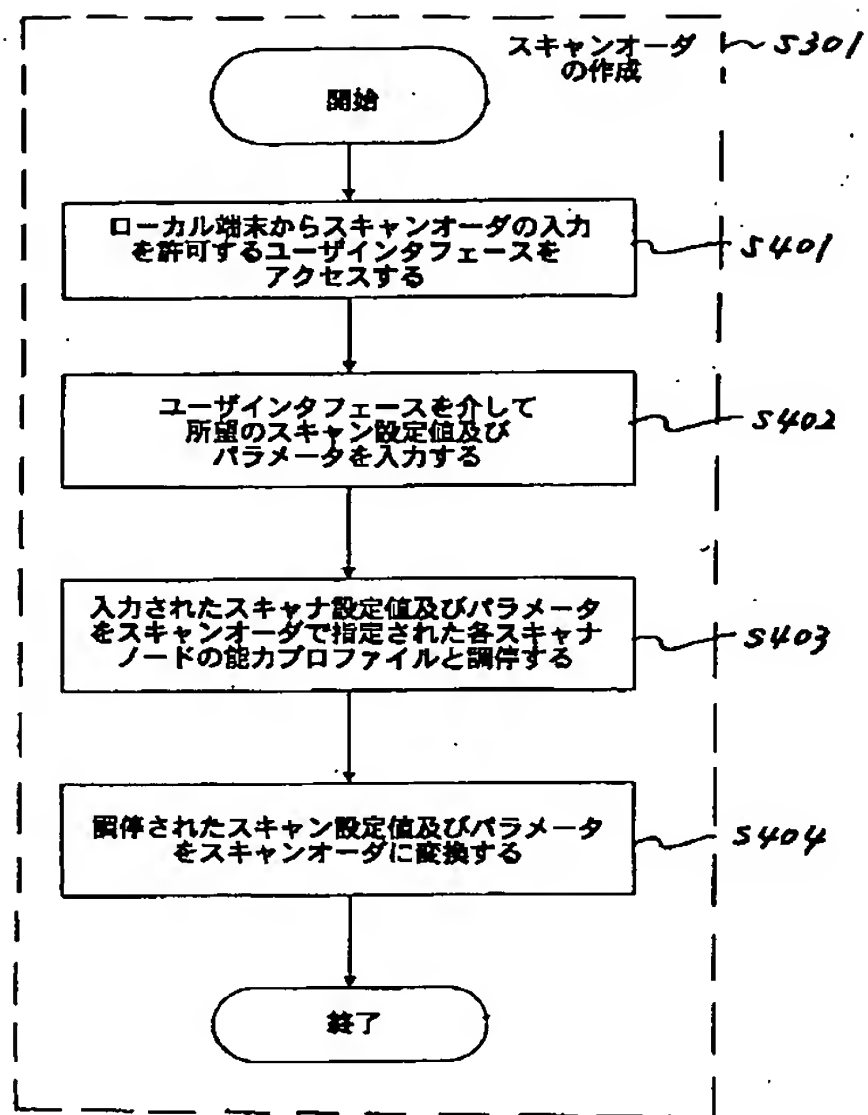 スキャンオーダ
の作成
S301
開始
ローカル端末からスキャンオーダの入力
を許可するユーザインタフェースを
アクセスする
S401
ユーザインタフェースを介して
所望のスキャン設定値及び
パラメータを入力する
S402
入力されたスキャナ設定値及びパラメータ
をスキャンオーダで指定された各スキャナ
ノードの能力プロファイルと調停する
S403
調停されたスキャン設定値及びパラメータ
をスキャンオーダに変換する
S404
終了